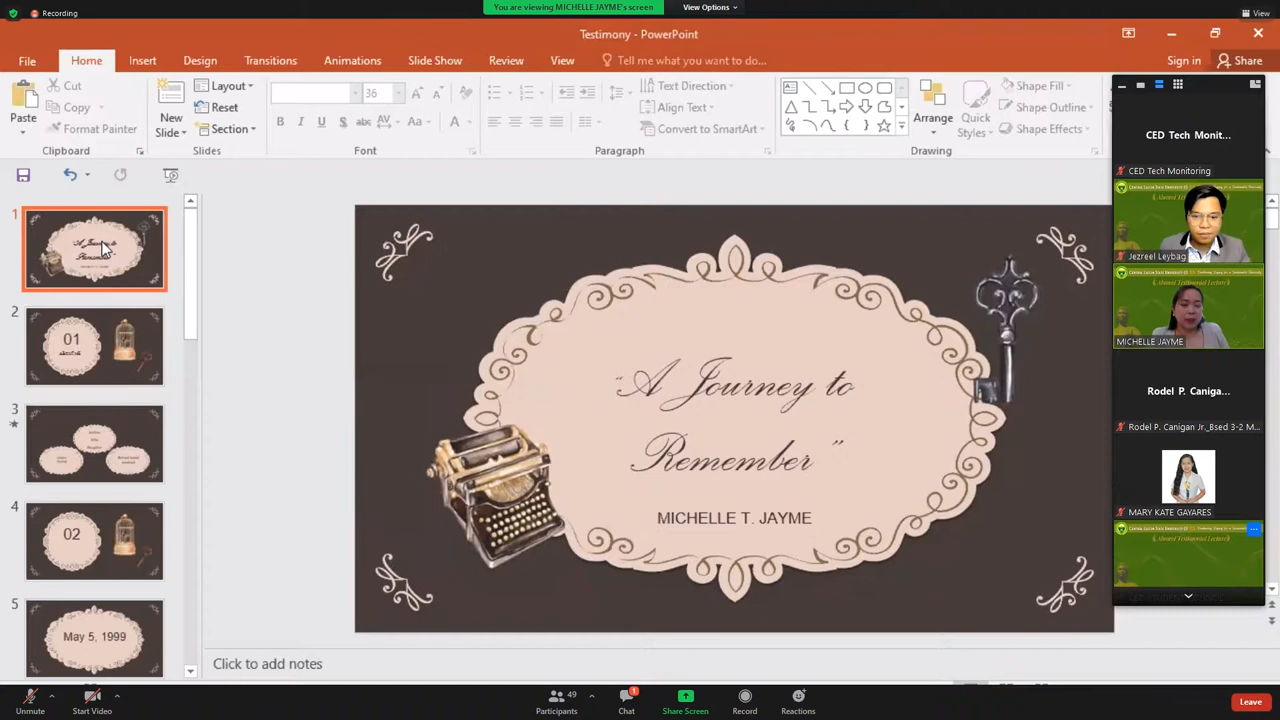 Recording
You are viewing MICHELLE JAYME's screen
View Options
View
Testimony - PowerPoint
File
Home
Insert
Design
Transitions
Animations
Slide Show
Review
View
Tell me what you want to do...
Sign in
Share
Paste
Cut
Copy
Format Painter
Clipboard
New
Slide
Layout
Reset
Section
Slides
36
Font
Text Direction
Align Text
Convert to SmartArt
Paragraph
Arrange
Quick
Styles
Shape Fill
Shape Outline
Shape Effects
Drawing
1
2
01
3
4
02
5
May 5, 1999
"A Journey to
Remember"
MICHELLE T. JAYME
Click to add notes
CED Tech Monit...
CED Tech Monitoring
Jezreel Leybag
MICHELLE JAYME
Rodel P. Caniga...
Rodel P. Canigan Jr._Bsed 3-2 M...
MARY KATE GAYARES
Unmute
Start Video
49
Participants
1
Chat
Share Screen
Record
Reactions
Leave